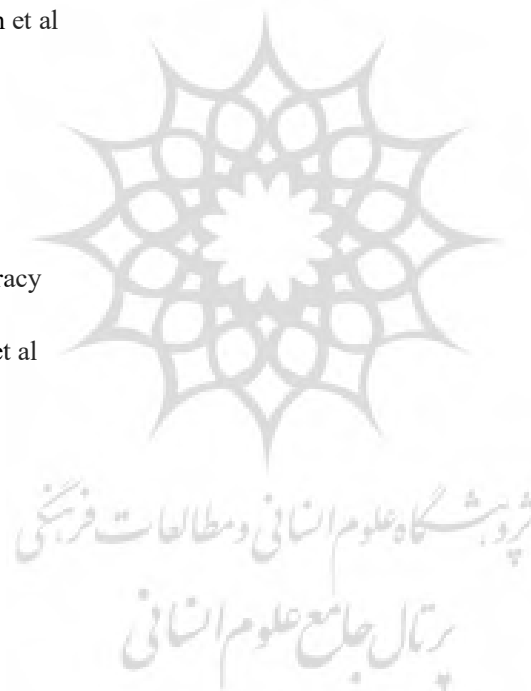 n et al
racy
et al
پژوهشگاه علوم انسانی و مطالعات فرهنگی
پرتال جامع علوم انسانی